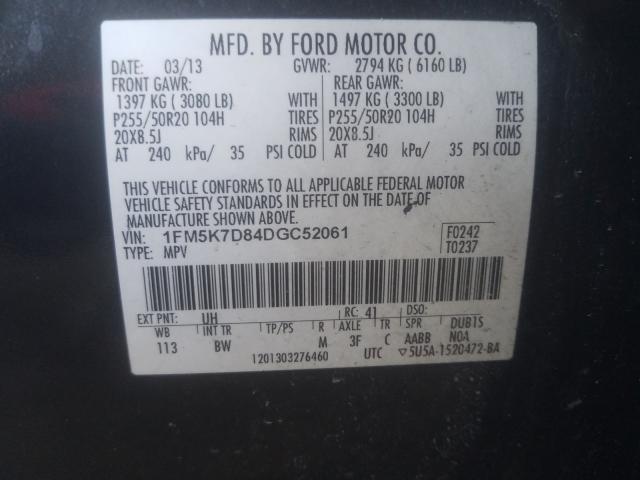 MFD. BY FORD MOTOR CO.
DATE: 03/13 GVWR: 2794 KG ( 6160 LB)
FRONT GAWR: REAR GAWR:
1397 KG ( 3080 LB) WITH 1497 KG ( 3300 LB) WITH
P255/50R20 104H TIRES P255/50R20 104H TIRES
20X8.5J RIMS 20X8.5J RIMS
AT 240 kPa/ 35 PSI COLD AT 240 kPa/ 35 PSI COLD
THIS VEHICLE CONFORMS TO ALL APPLICABLE FEDERAL MOTOR
VEHICLE SAFETY STANDARDS IN EFFECT ON THE DATE OF
MANUFACTURE SHOWN ABOVE.
VIN: 1FM5K7D84DGC52061 F0242
TYPE: MPV T0237
EXT PNT: UH RC: 41 DSO:
WB INT TR TP/PS R AXLE TR SPR DUB1S
113 BW M 3F C AABB N0A
1201303276460 UTC ▽5U5A-1520472-BA